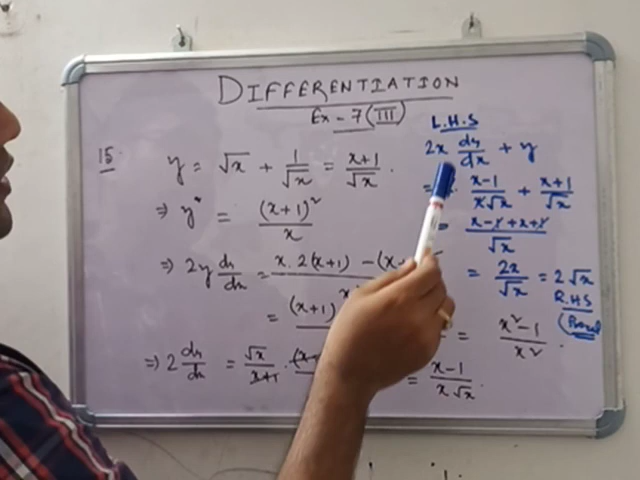 DIFFERENTIATION
Ex - 7 (III)
15.
y = √x + 1/√x = x+1/√x .
⇒ y² = (x+1)²/x
⇒ 2y dy/dx = x. 2(x+1) - (x
= (x+1)
= x²-1/x² .
⇒ 2 dy/dx = √x/x+1 .
= x-1/x√x .
L.H.S
2x dy/dx + y
= x-1/x√x + x+1/√x
= x-1+x+1/√x
= 2x/√x = 2√x
R.H.S
(Proved